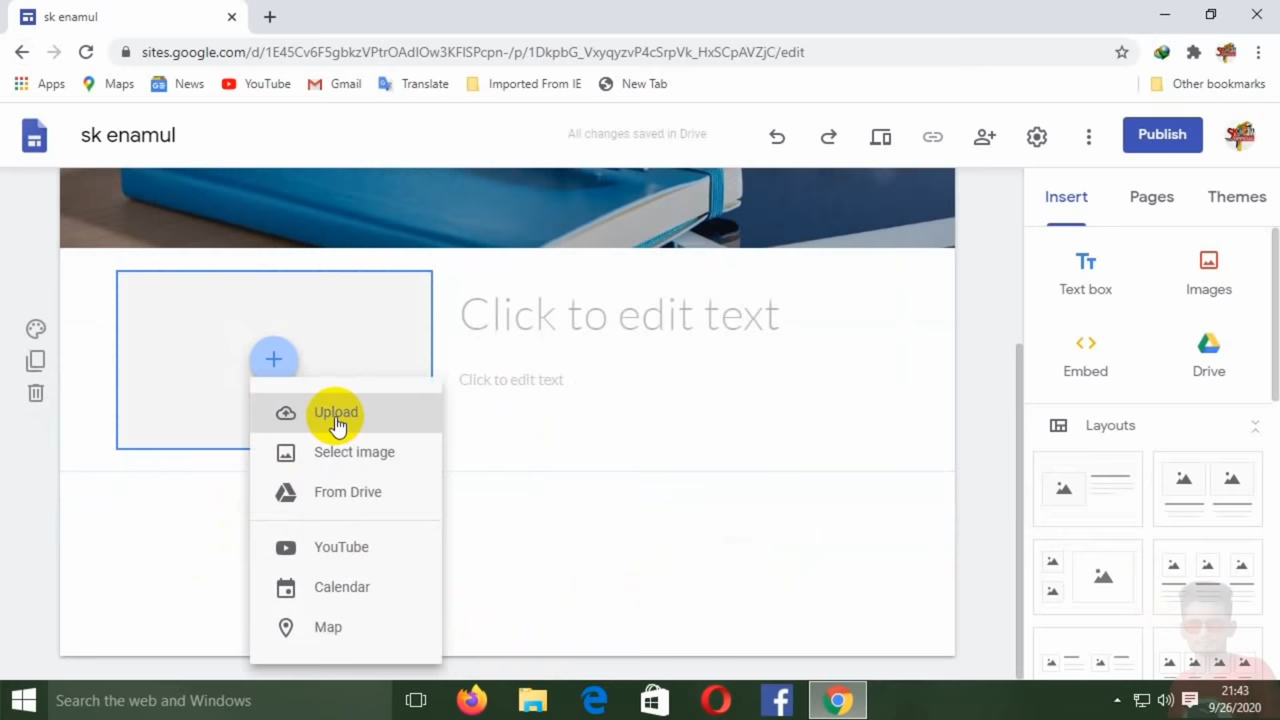 sk enamul
sites.google.com/d/1E45Cv6F5gbkzVPtrOAdIOw3KFlSPcpn-/p/1DkpbG_VxyqyzvP4cSrpVk_HxSCpAVZjC/edit
Apps Maps News YouTube Gmail Translate Imported From IE New Tab Other bookmarks
sk enamul
All changes saved in Drive
Publish
Insert Pages Themes
Text box Images
Embed Drive
Layouts
Click to edit text
Click to edit text
Upload
Select image
From Drive
YouTube
Calendar
Map
Search the web and Windows
21:43
9/26/2020